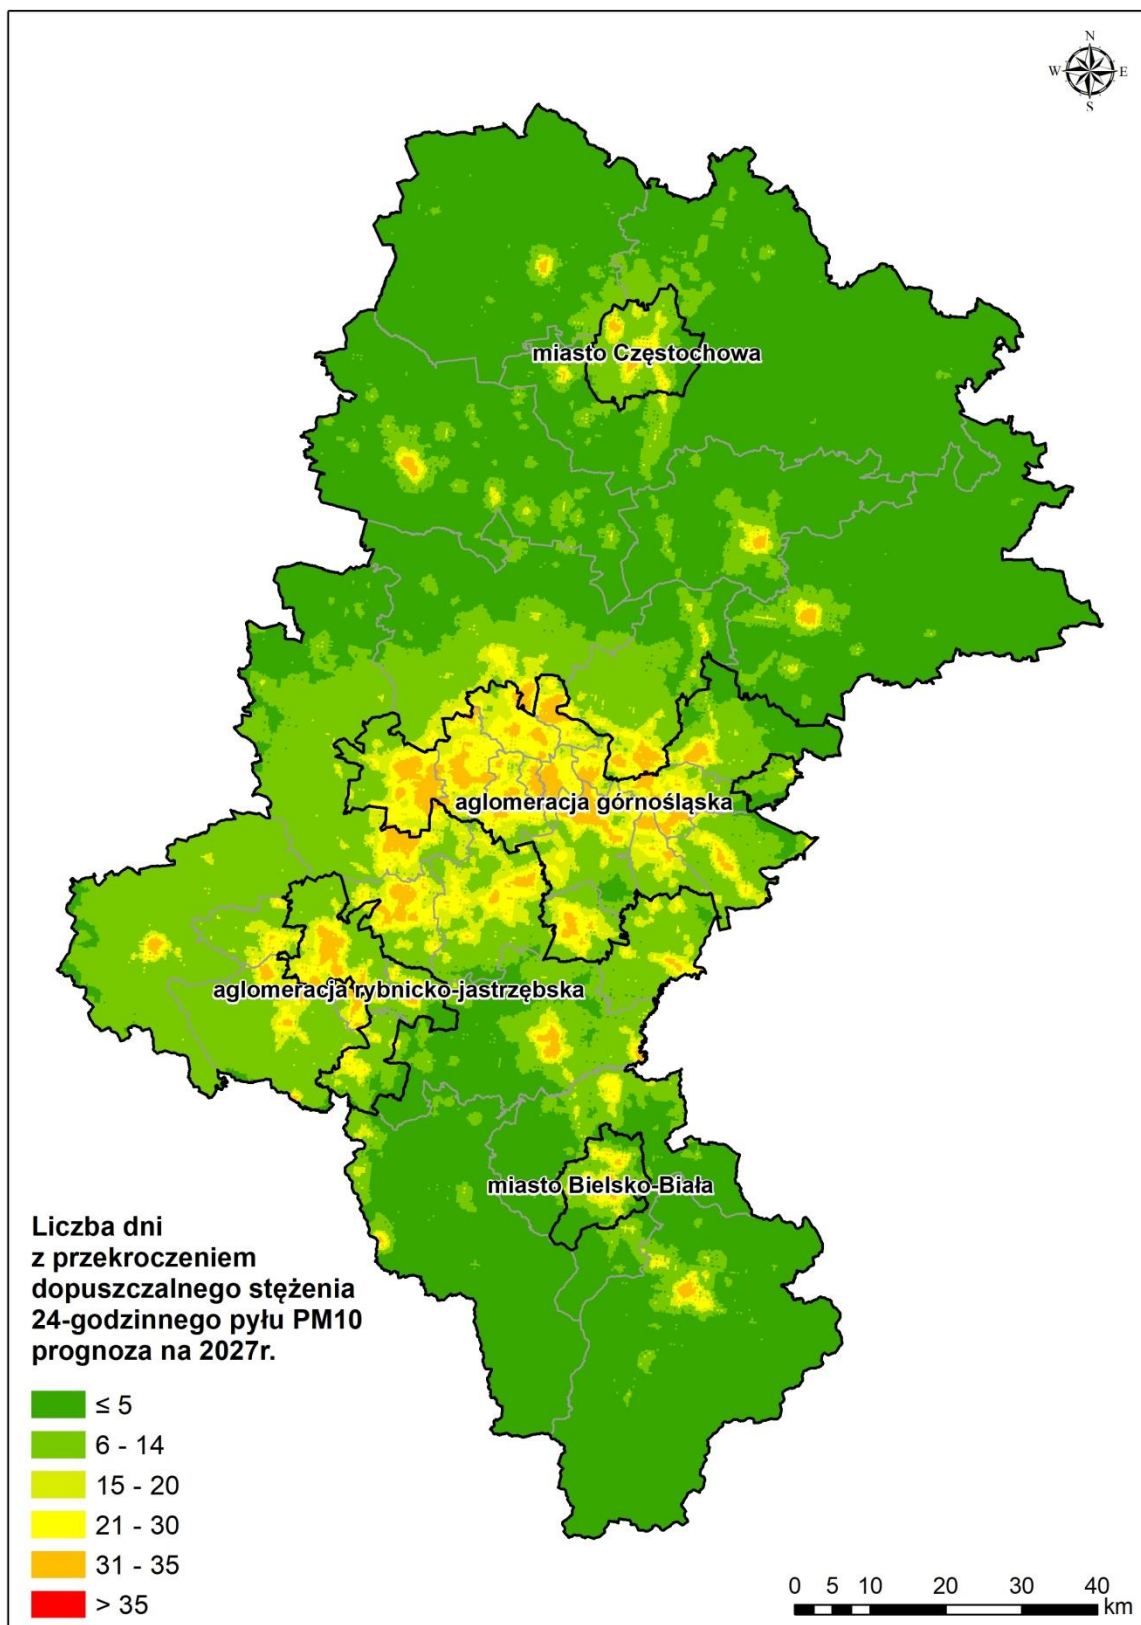 N
W E
S
miasto Częstochowa
aglomeracja górnośląska
aglomeracja rybnicko-jastrzębska
miasto Bielsko-Biała
Liczba dni
z przekroczeniem
dopuszczalnego stężenia
24-godzinnego pyłu PM10
prognoza na 2027r.
≤ 5
6 - 14
15 - 20
21 - 30
31 - 35
> 35
0 5 10 20 30 40
km